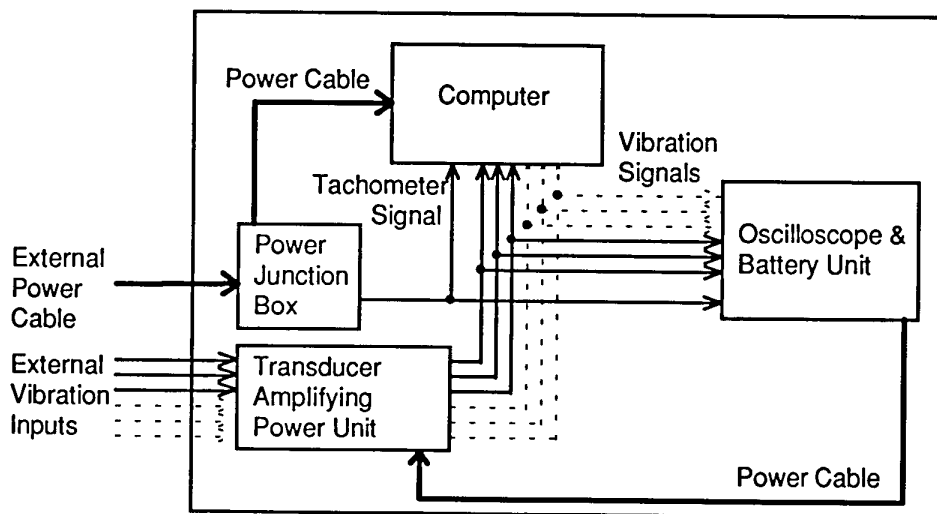 Power Cable
Computer
Vibration
Signals
Tachometer
Signal
Oscilloscope &
Battery Unit
Power
Junction
Box
External
Power
Cable
External
Vibration
Inputs
Transducer
Amplifying
Power Unit
Power Cable